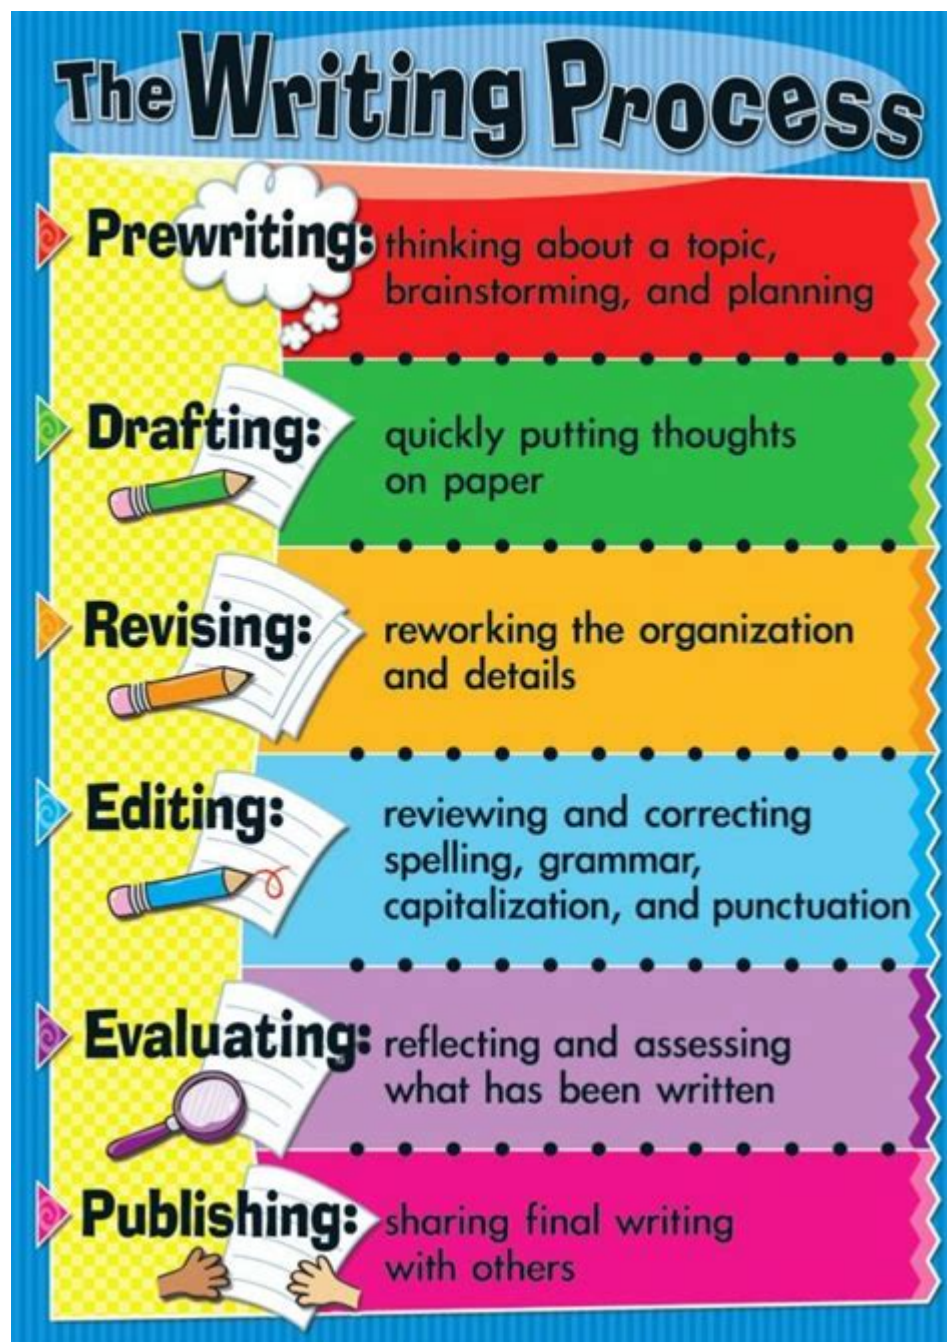 The Writing Process
Prewriting: thinking about a topic,
brainstorming, and planning
Drafting: quickly putting thoughts
on paper
Revising: reworking the organization
and details
Editing: reviewing and correcting
spelling, grammar,
capitalization, and punctuation
Evaluating: reflecting and assessing
what has been written
Publishing: sharing final writing
with others